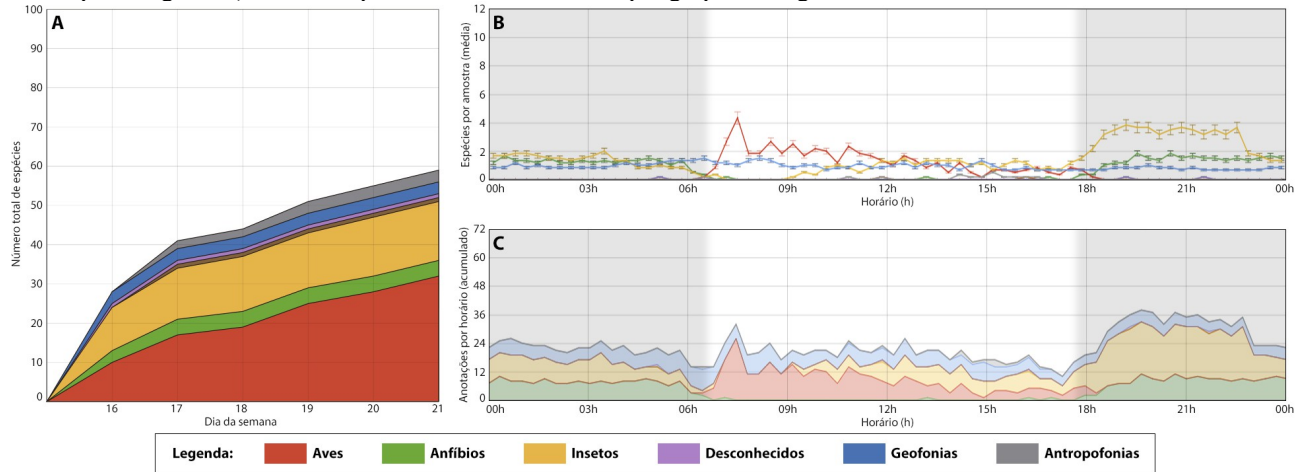 A
Número total de espécies
100
90
80
70
60
50
40
30
20
10
0
16
17
18
19
20
21
Dia da semana
B
Espécies por amostra (média)
12
10
8
6
4
2
0
00h
03h
06h
09h
12h
15h
18h
21h
00h
Horário (h)
C
Anotações por horário (acumulado)
72
60
48
36
24
12
0
00h
03h
06h
09h
12h
15h
18h
21h
00h
Horário (h)
Legenda: Aves Anfíbios Insetos Desconhecidos Geofonias Antropofonias